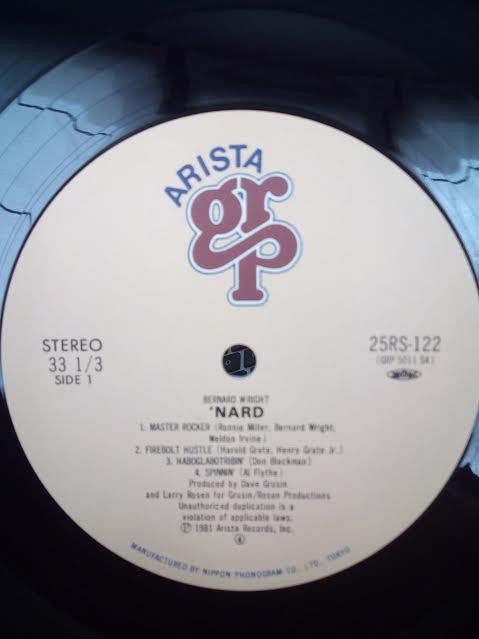 ARISTA
grp
STEREO
33 1/3
SIDE 1
25RS-122
(GRP 5011 SA)
BERNARD WRIGHT
'NARD
1. MASTER ROCKER (Ronnie Miller, Bernard Wright,
Weldon Irvine)
2. FIREBOLT HUSTLE (Harold Grate, Henry Grate Jr.)
3. HABOGLABOTRIBIN' (Don Blackman)
4. SPINNIN' (Al Flythe)
Produced by Dave Grusin
and Larry Rosen for Grusin/Rosen Productions
Unauthorized duplication is a
violation of applicable laws.
Ⓟ 1981 Arista Records, Inc.
MANUFACTURED BY NIPPON PHONOGRAM CO., LTD., TOKYO